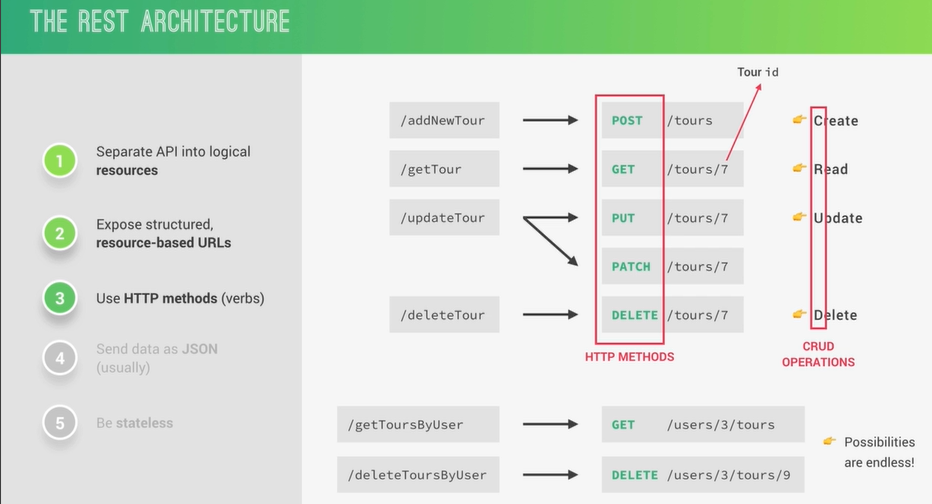 THE REST ARCHITECTURE
1
Separate API into logical
resources
2
Expose structured,
resource-based URLs
3
Use HTTP methods (verbs)
4
Send data as JSON
(usually)
5
Be stateless
Tour id
/addNewTour POST /tours Create
/getTour GET /tours/7 Read
/updateTour PUT /tours/7 Update
PATCH /tours/7
/deleteTour DELETE /tours/7 Delete
HTTP METHODS
CRUD
OPERATIONS
/getToursByUser GET /users/3/tours
/deleteToursByUser DELETE /users/3/tours/9
Possibilities
are endless!